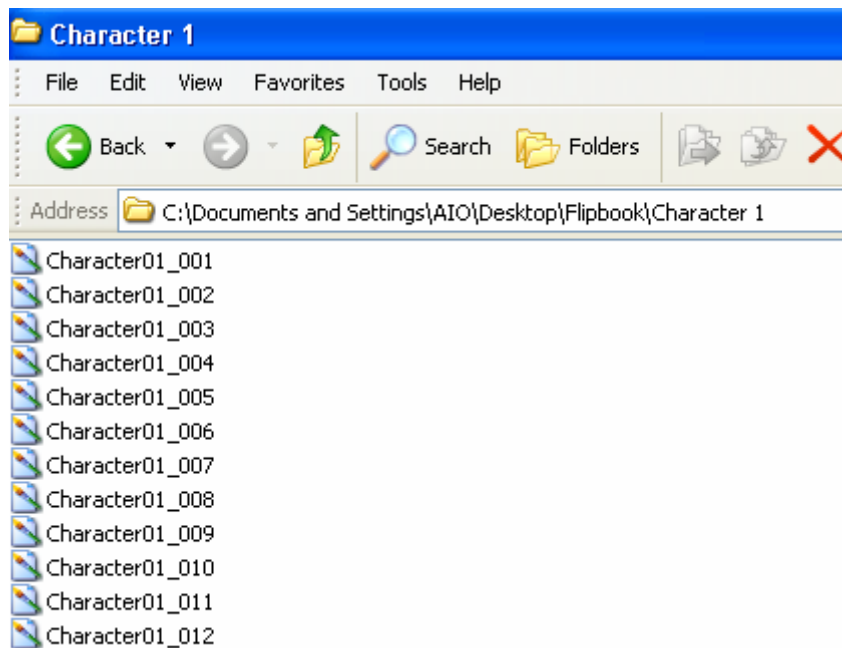 Character 1
File Edit View Favorites Tools Help
Back Search Folders
Address C:\Documents and Settings\AIO\Desktop\Flipbook\Character 1
Character01_001
Character01_002
Character01_003
Character01_004
Character01_005
Character01_006
Character01_007
Character01_008
Character01_009
Character01_010
Character01_011
Character01_012